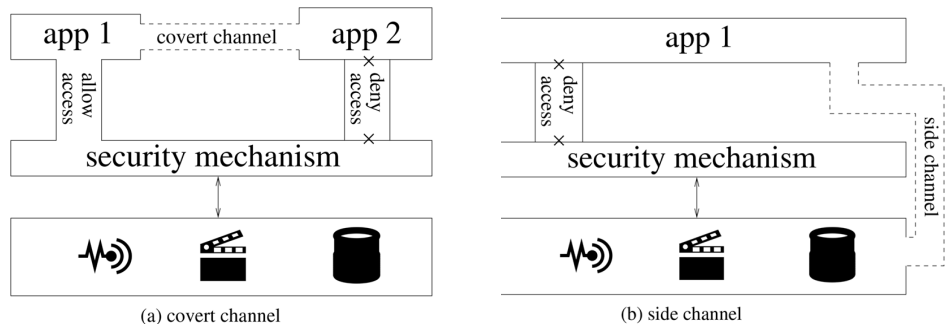 app 1
covert channel
app 2
allow
access
deny
access
security mechanism
(a) covert channel
app 1
deny
access
side channel
security mechanism
(b) side channel